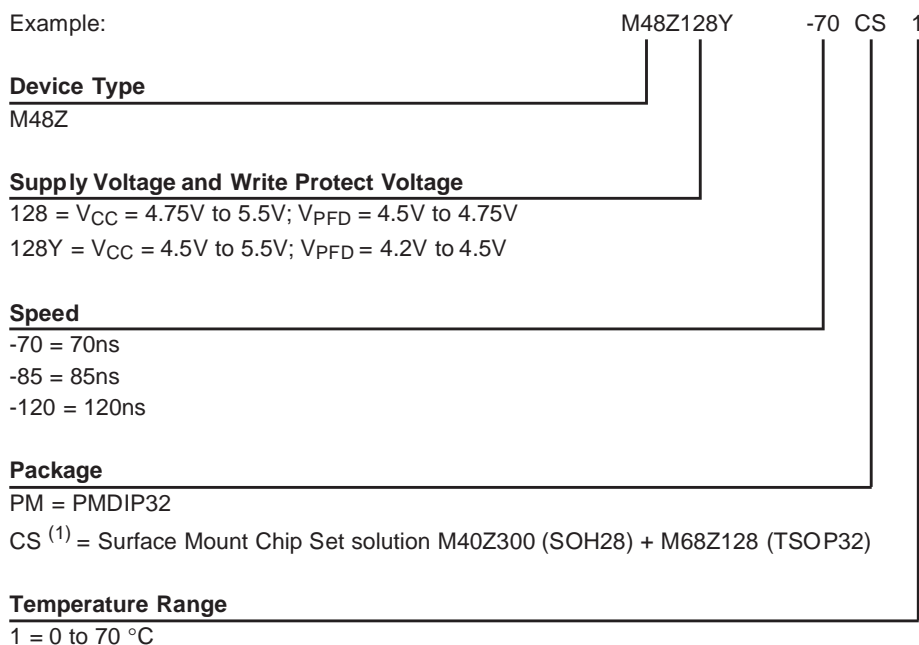 Example: M48Z128Y -70 CS 1
Device Type
M48Z
Supply Voltage and Write Protect Voltage
128 = VCC = 4.75V to 5.5V; VPFD = 4.5V to 4.75V
128Y = VCC = 4.5V to 5.5V; VPFD = 4.2V to 4.5V
Speed
-70 = 70ns
-85 = 85ns
-120 = 120ns
Package
PM = PMDIP32
CS (1) = Surface Mount Chip Set solution M40Z300 (SOH28) + M68Z128 (TSOP32)
Temperature Range
1 = 0 to 70 °C